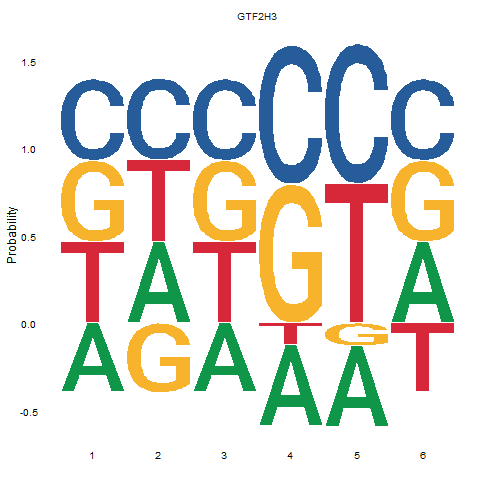 GTF2H3
1.5
1.0
0.5
0.0
-0.5
Probability
C C C C C C
G T G G T G
T A T T G A
A G A A A T
1 2 3 4 5 6